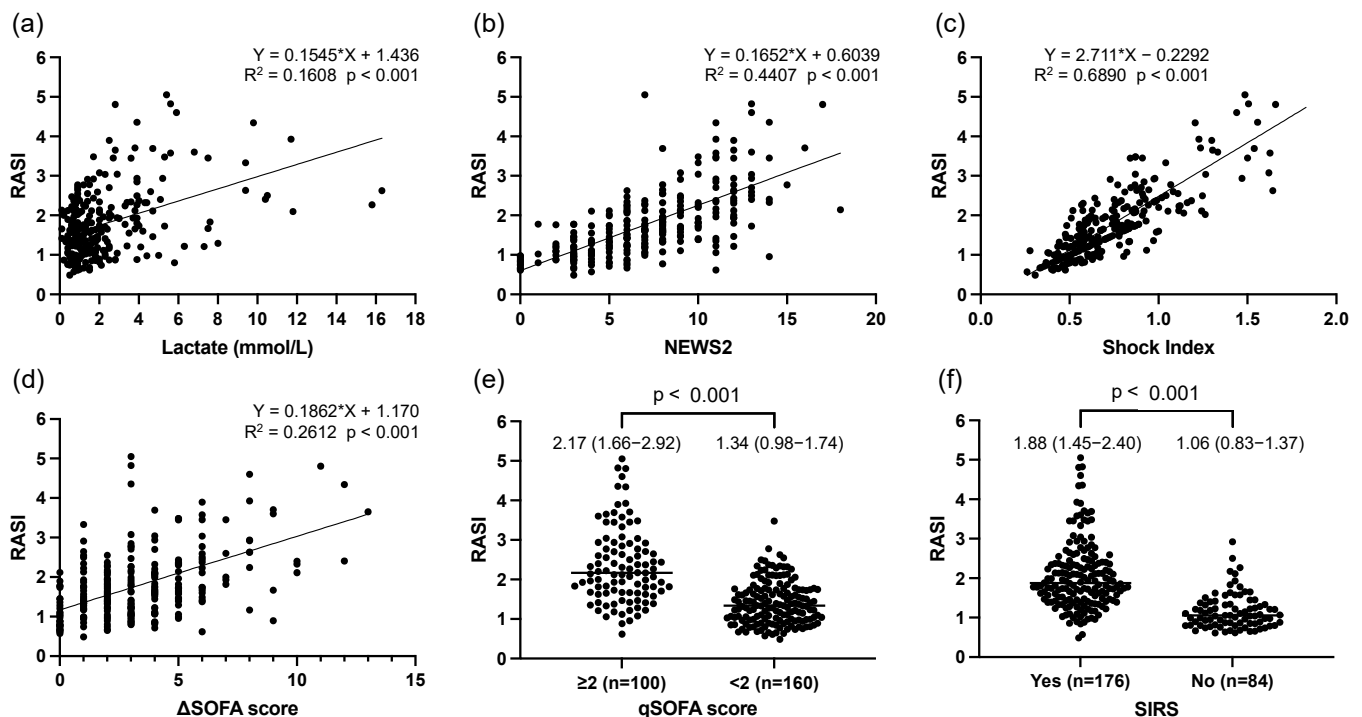 (a)
Y = 0.1545*X + 1.436
R² = 0.1608 p < 0.001
RASI
6
5
4
3
2
1
0
0 2 4 6 8 10 12 14 16 18
Lactate (mmol/L)
(b)
Y = 0.1652*X + 0.6039
R² = 0.4407 p < 0.001
RASI
6
5
4
3
2
1
0
0 5 10 15 20
NEWS2
(c)
Y = 2.711*X − 0.2292
R² = 0.6890 p < 0.001
RASI
6
5
4
3
2
1
0
0.0 0.5 1.0 1.5 2.0
Shock Index
(d)
Y = 0.1862*X + 1.170
R² = 0.2612 p < 0.001
RASI
6
5
4
3
2
1
0
0 5 10 15
ΔSOFA score
(e)
p < 0.001
2.17 (1.66−2.92) 1.34 (0.98−1.74)
RASI
6
5
4
3
2
1
0
≥2 (n=100) <2 (n=160)
qSOFA score
(f)
p < 0.001
1.88 (1.45−2.40) 1.06 (0.83−1.37)
RASI
6
5
4
3
2
1
0
Yes (n=176) No (n=84)
SIRS